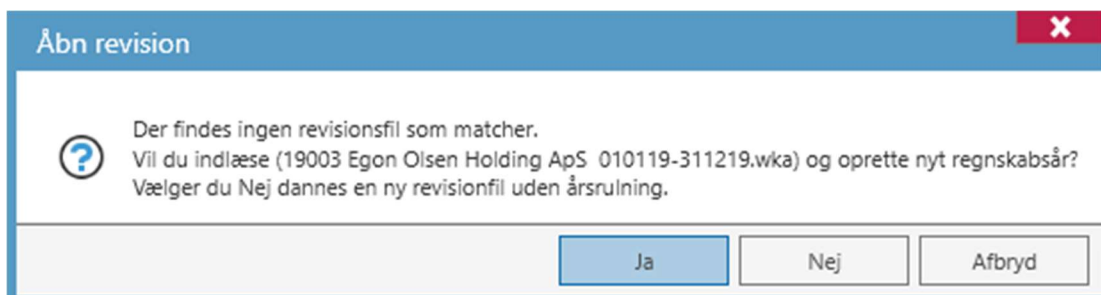 Åbn revision
Der findes ingen revisionsfil som matcher.
Vil du indlæse (19003 Egon Olsen Holding ApS  010119-311219.wka) og oprette nyt regnskabsår?
Vælger du Nej dannes en ny revisionfil uden årsrulning.
Ja
Nej
Afbryd